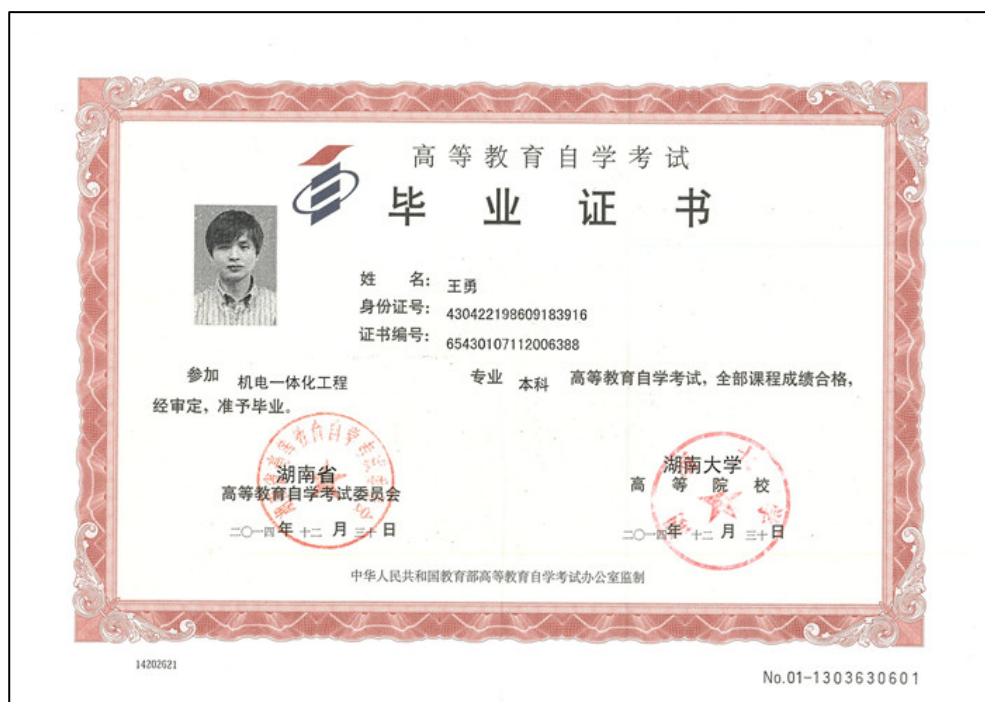 高等教育自学考试
毕业证书
姓 名: 王勇
身份证号: 430422198609183916
证书编号: 65430107112006388
参加 机电一体化工程 专业 本科 高等教育自学考试, 全部课程成绩合格,
经审定, 准予毕业。
湖南省
高等教育自学考试委员会
二〇一四年 十二 月 三十 日
湖南大学
高等院校
二〇一四年 十二 月 三十 日
中华人民共和国教育部高等教育自学考试办公室监制
14202621
No.01-1303630601